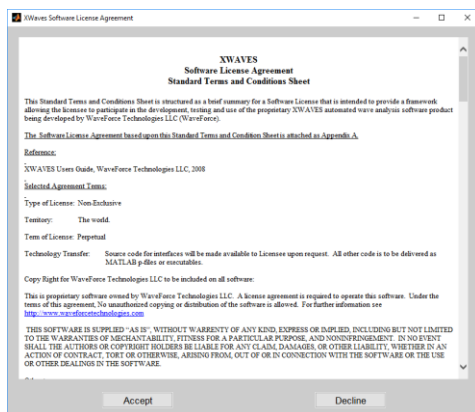 XWaves Software License Agreement
XWAVES
Software License Agreement
Standard Terms and Conditions Sheet
This Standard Terms and Conditions Sheet is structured as a brief summary for a Software License that is intended to provide a framework
allowing the licensee to participate in the development, testing and use of the proprietary XWAVES automated wave analysis software product
being developed by WaveForce Technologies LLC (WaveForce).
The Software License Agreement based upon this Standard Terms and Condition Sheet is attached as Appendix A.
Reference:
XWAVES Users Guide, WaveForce Technologies LLC, 2008
Selected Agreement Terms:
Type of License: Non-Exclusive
Territory: The world.
Term of License: Perpetual
Technology Transfer: Source code for interfaces will be made available to Licensee upon request. All other code is to be delivered as
MATLAB p-files or executables.
Copy Right for WaveForce Technologies LLC to be included on all software:
This is proprietary software owned by WaveForce Technologies LLC. A license agreement is required to operate this software. Under the
terms of this agreement, No unauthorized copying or distribution of the software is allowed. For further information see
http://www.waveforcetechnologies.com
THIS SOFTWARE IS SUPPLIED "AS IS", WITHOUT WARRENTY OF ANY KIND, EXPRESS OR IMPLIED, INCLUDING BUT NOT LIMITED
TO THE WARRANTIES OF MECHANTABILITY, FITNESS FOR A PARTICULAR PURPOSE, AND NONINFRINGEMENT. IN NO EVENT
SHALL THE AUTHORS OR COPYRIGHT HOLDERS BE LIABLE FOR ANY CLAIM, DAMAGES, OR OTHER LIABILITY, WHETHER IN AN
ACTION OF CONTRACT, TORT OR OTHERWISE, ARISING FROM, OUT OF OR IN CONNECTION WITH THE SOFTWARE OR THE USE
OR OTHER DEALINGS IN THE SOFTWARE.
Accept Decline